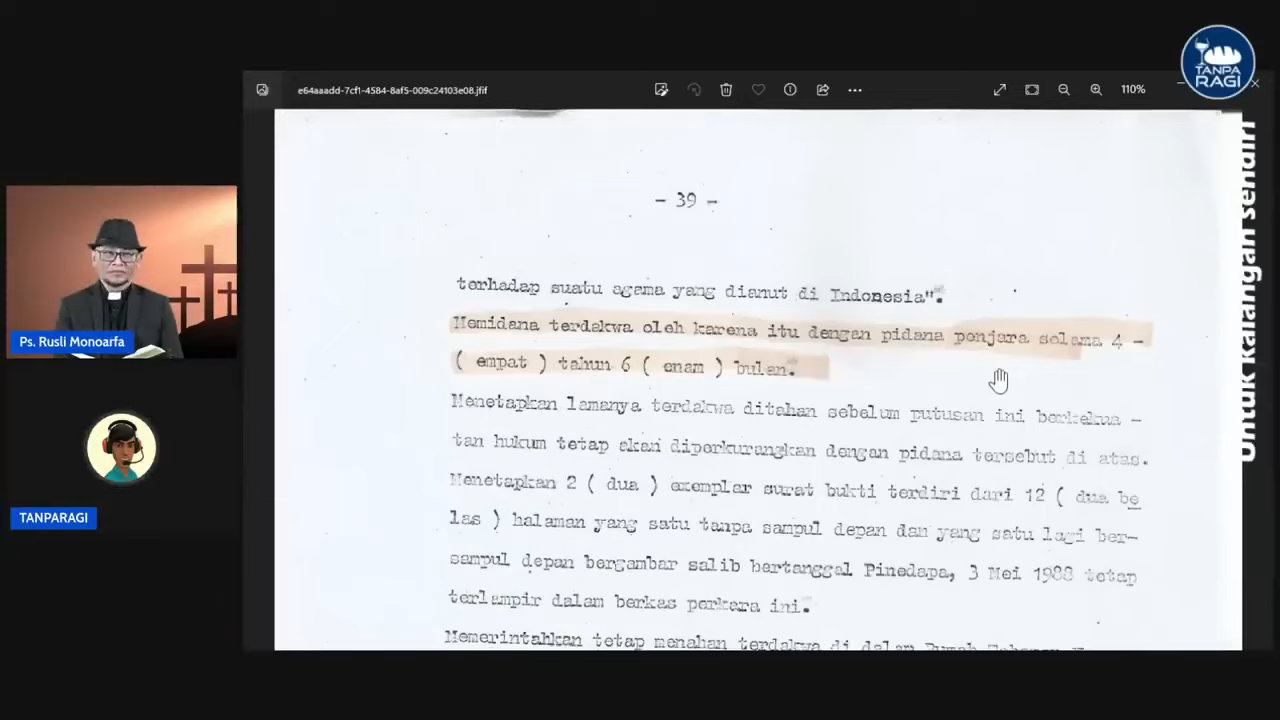 TANPA
RAGI
e64aaadd-7cf1-4584-8af5-009c24103e08.jfif
110%
Untuk kalangan sendiri
- 39 -
terhadap suatu agama yang dianut di Indonesia".
Memidana terdakwa oleh karena itu dengan pidana penjara selama 4 -
( empat ) tahun 6 ( enam ) bulan.
Menetapkan lamanya terdakwa ditahan sebelum putusan ini berkekua -
tan hukum tetap akan diperkurangkan dengan pidana tersebut di atas.
Menetapkan 2 ( dua ) exemplar surat bukti terdiri dari 12 ( dua be
las ) halaman yang satu tanpa sampul depan dan yang satu lagi ber-
sampul depan bergambar salib bertanggal Pinedapa, 3 Mei 1988 tetap
terlampir dalam berkas perkara ini.
Memerintahkan tetap menahan terdakwa di dalam Rumah
Ps. Rusli Monoarfa
TANPARAGI